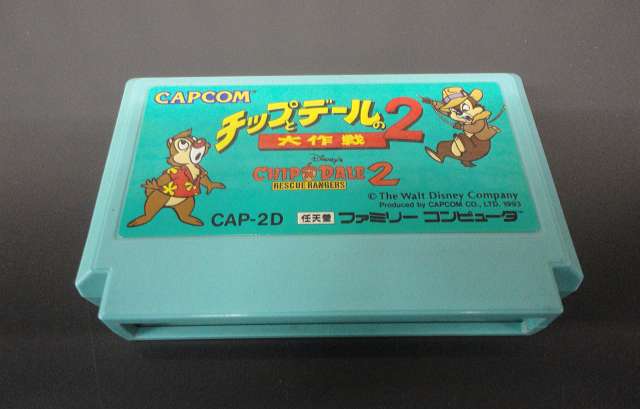 CAPCOM
チップとデールの2
大作戦
Disney's
CHIP 'N DALE 2
RESCUE RANGERS
© The Walt Disney Company
Produced by CAPCOM CO., LTD. 1993
CAP-2D
任天堂 ファミリー コンピュータ